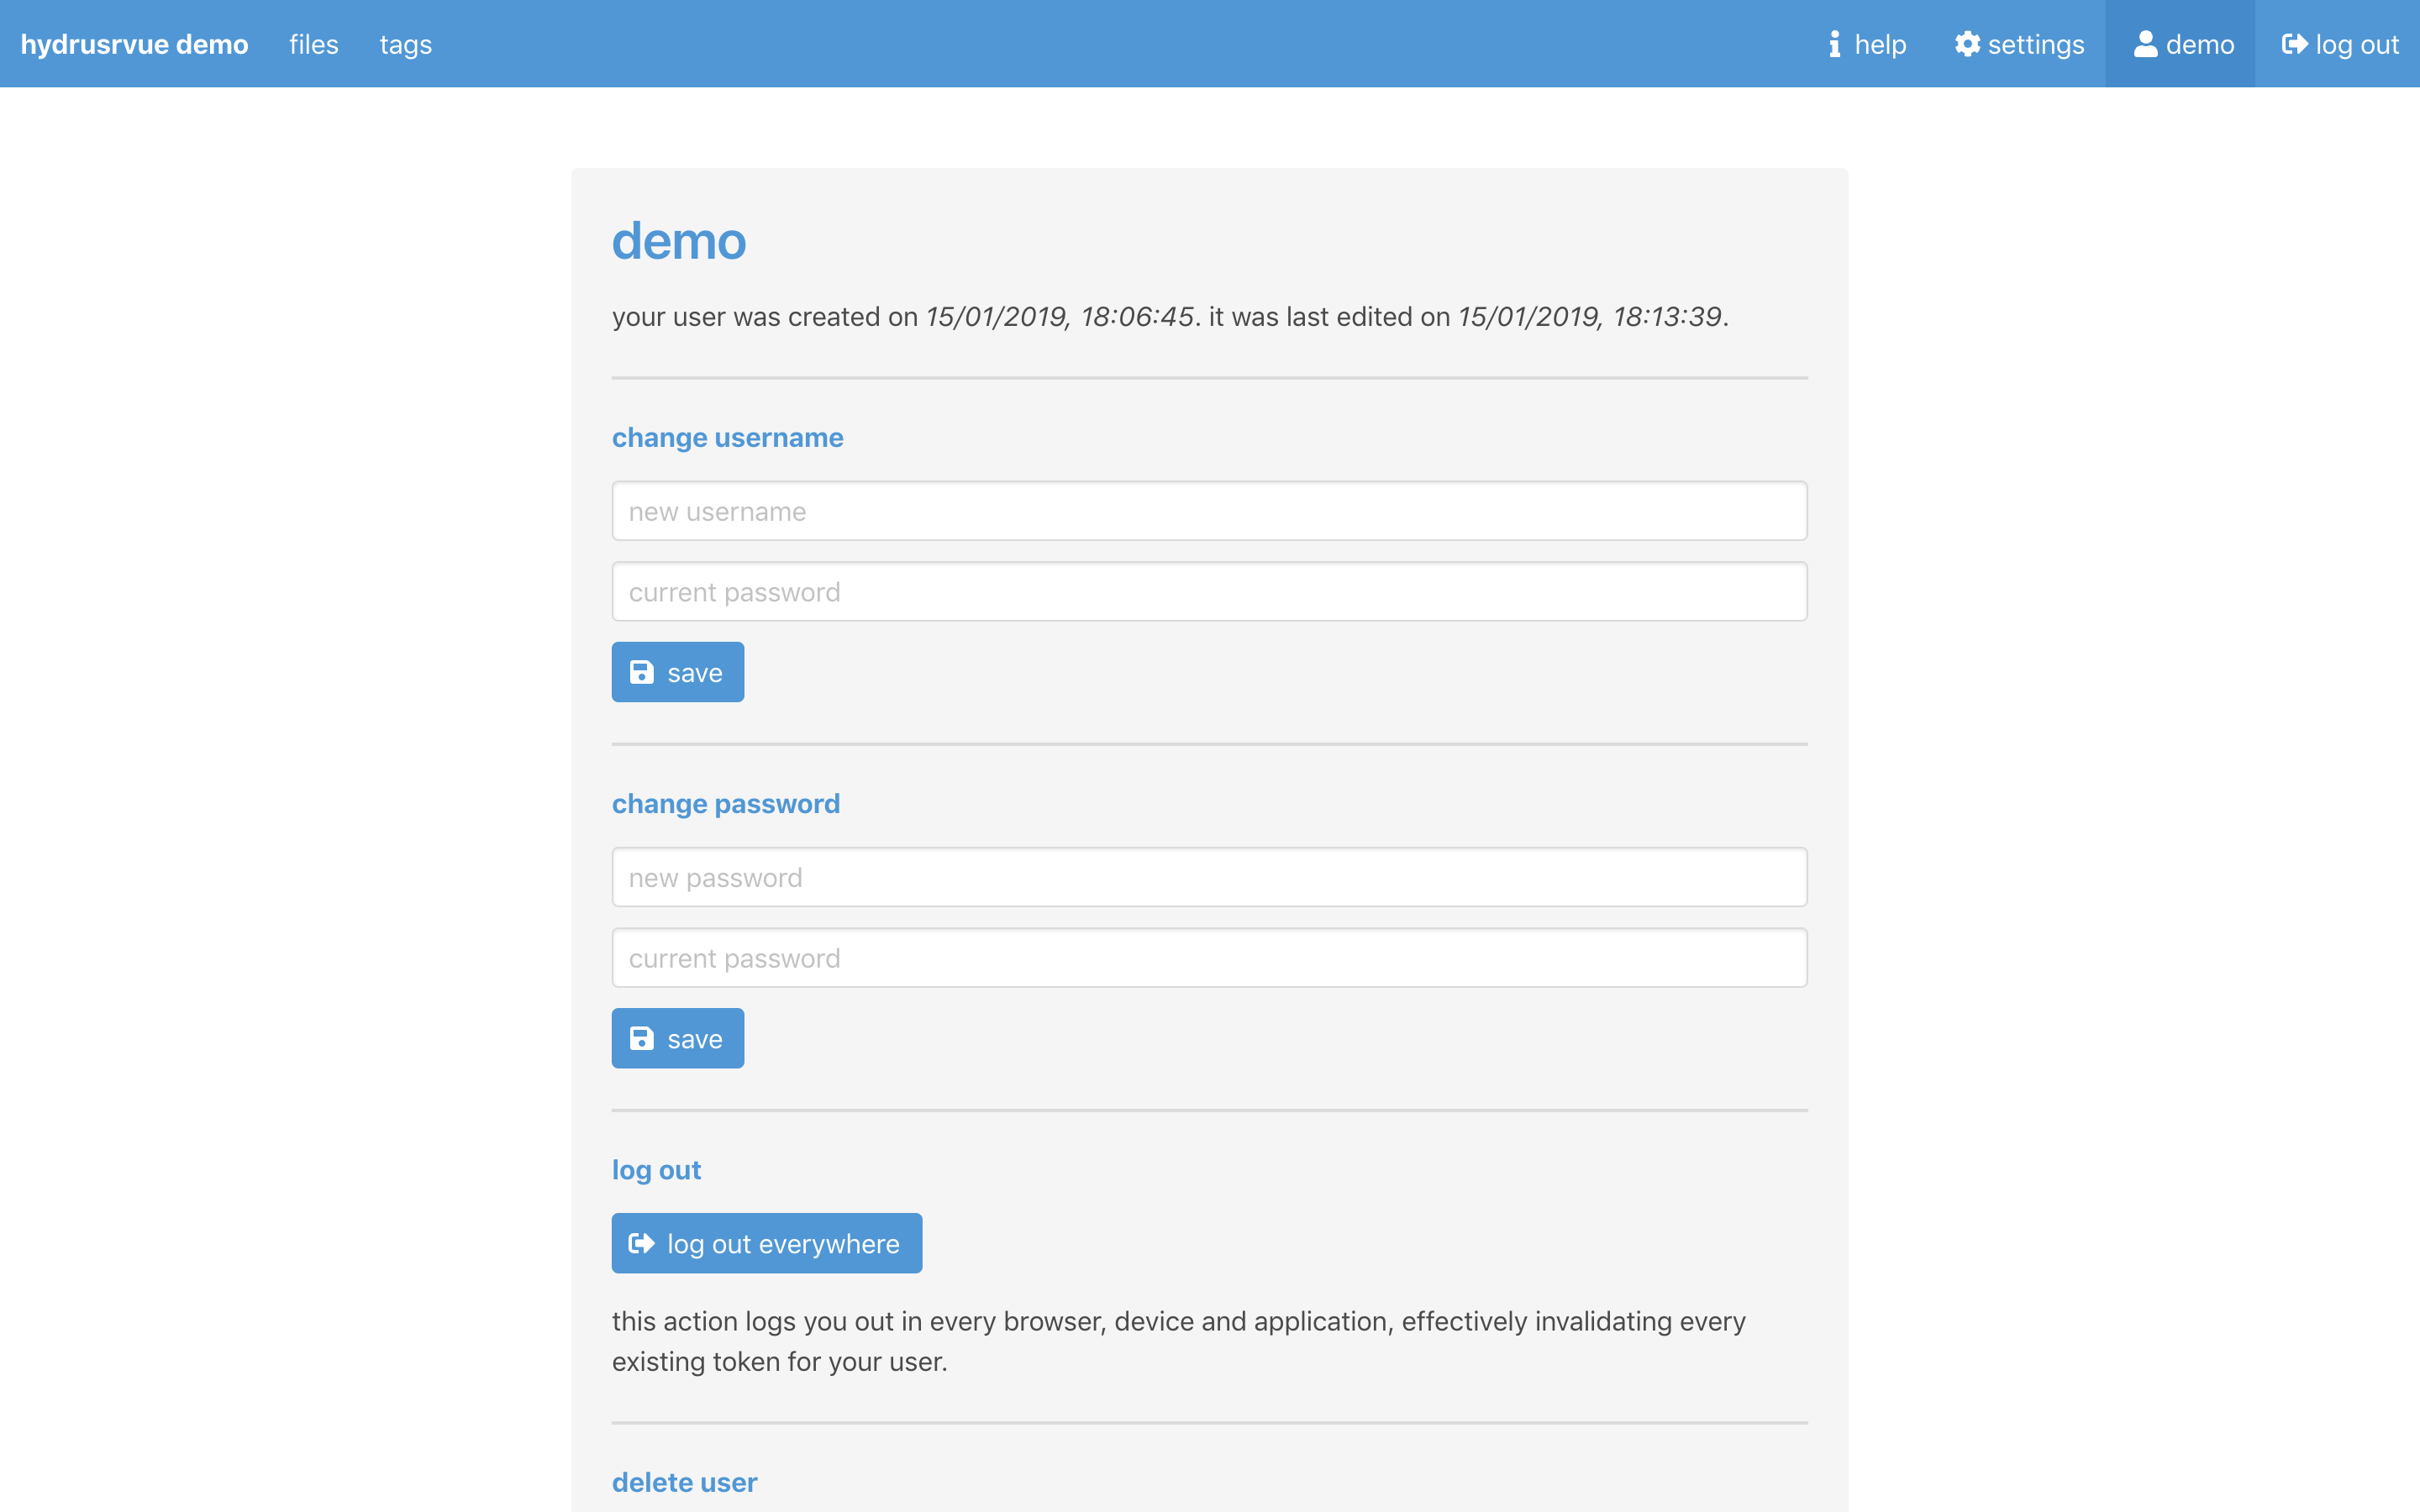 hydrusrvue demo files tags help settings demo log out
demo
your user was created on 15/01/2019, 18:06:45. it was last edited on 15/01/2019, 18:13:39.
change username
new username
current password
save
change password
new password
current password
save
log out
log out everywhere
this action logs you out in every browser, device and application, effectively invalidating every
existing token for your user.
delete user